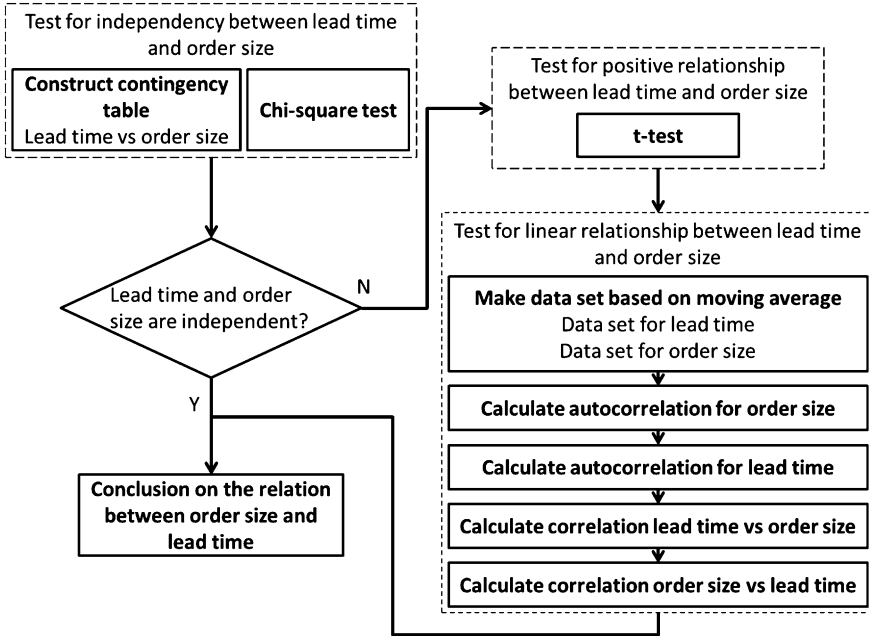 Test for independency between lead time
and order size
Construct contingency
table
Lead time vs order size
Chi-square test
Lead time and order
size are independent?
N
Y
Conclusion on the relation
between order size and
lead time
Test for positive relationship
between lead time and order size
t-test
Test for linear relationship between lead time
and order size
Make data set based on moving average
Data set for lead time
Data set for order size
Calculate autocorrelation for order size
Calculate autocorrelation for lead time
Calculate correlation lead time vs order size
Calculate correlation order size vs lead time